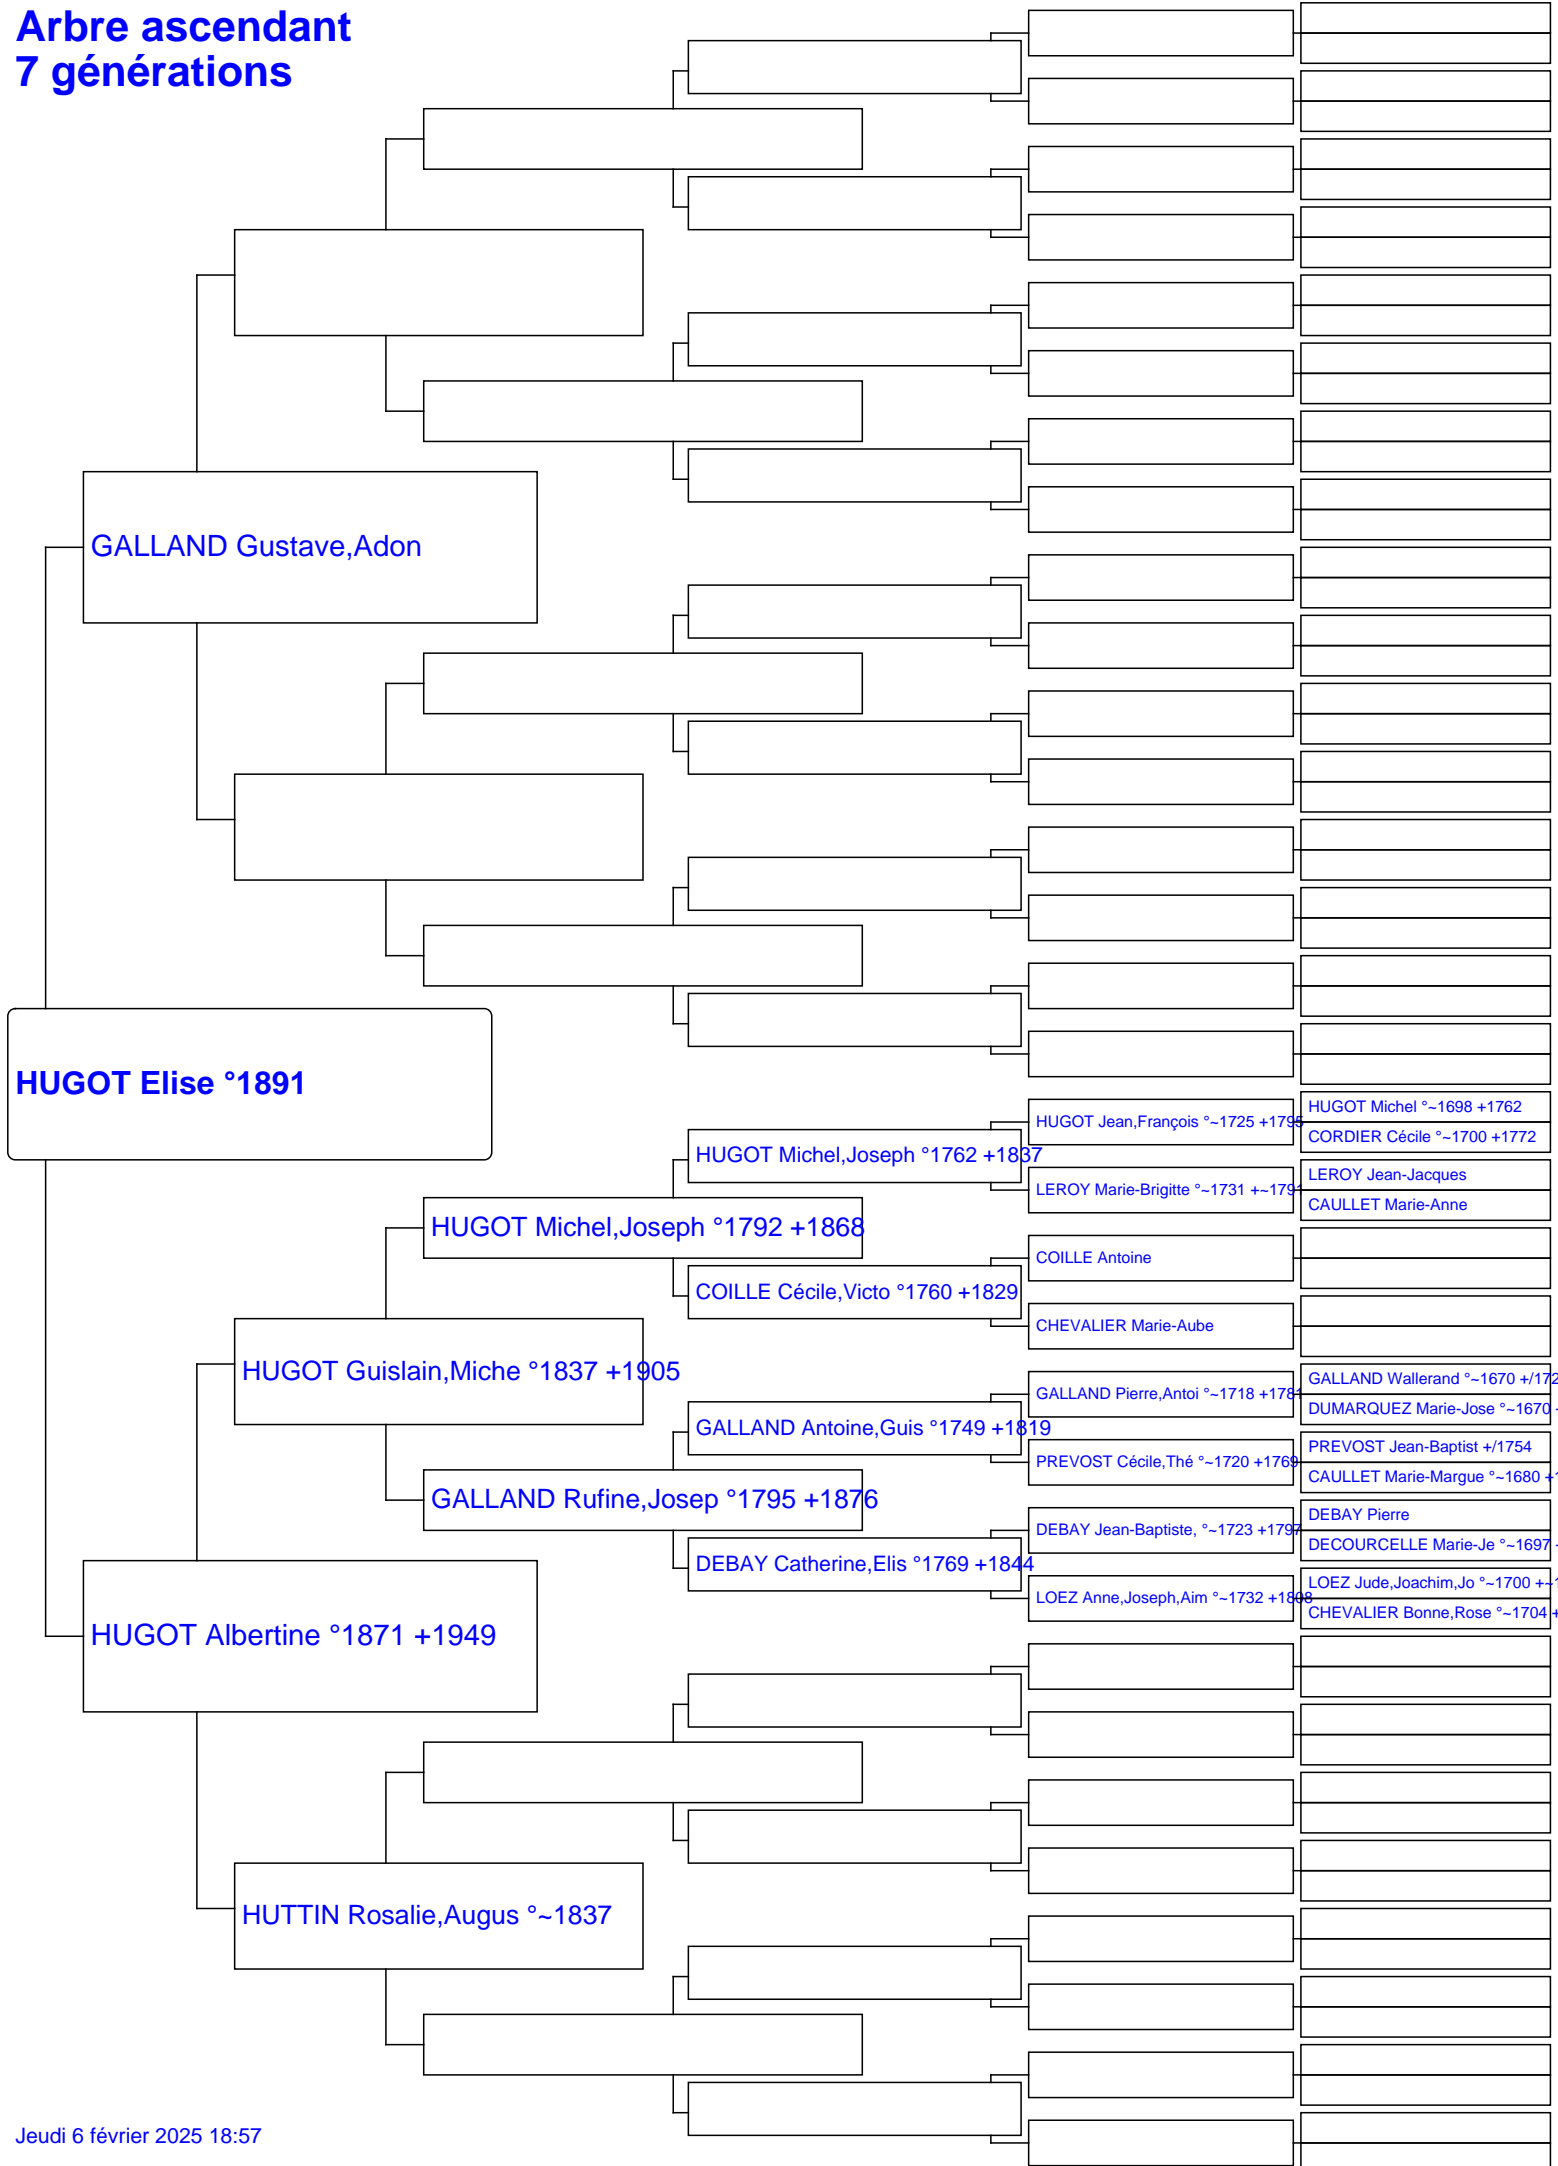 Arbre ascendant
7 générations
GALLAND Gustave,Adon
HUGOT Elise °1891
HUGOT Michel °~1698 +1762
HUGOT Jean,François °~1725 +1795
CORDIER Cécile °~1700 +1772
HUGOT Michel,Joseph °1762 +1837
LEROY Jean-Jacques
LEROY Marie-Brigitte °~1731 +~1791
CAULLET Marie-Anne
HUGOT Michel,Joseph °1792 +1868
COILLE Antoine
COILLE Cécile,Victo °1760 +1829
CHEVALIER Marie-Aube
HUGOT Guislain,Miche °1837 +1905
GALLAND Wallerand °~1670 +/172
GALLAND Pierre,Antoi °~1718 +1781
DUMARQUEZ Marie-Jose °~1670 +
GALLAND Antoine,Guis °1749 +1819
PREVOST Jean-Baptist +/1754
PREVOST Cécile,Thé °~1720 +1769
CAULLET Marie-Margue °~1680 +1
GALLAND Rufine,Josep °1795 +1876
DEBAY Pierre
DEBAY Jean-Baptiste, °~1723 +1797
DECOURCELLE Marie-Je °~1697 +
DEBAY Catherine,Elis °1769 +1844
LOEZ Jude,Joachim,Jo °~1700 +~1
LOEZ Anne,Joseph,Aim °~1732 +1808
CHEVALIER Bonne,Rose °~1704 +
HUGOT Albertine °1871 +1949
HUTTIN Rosalie,Augus °~1837
Jeudi 6 février 2025 18:57